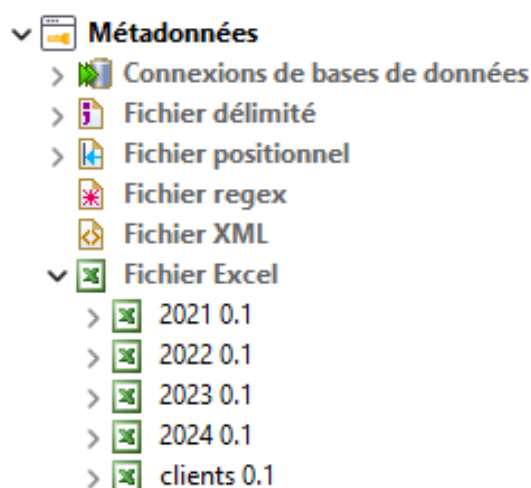 Métadonnées
Connexions de bases de données
Fichier délimité
Fichier positionnel
Fichier regex
Fichier XML
Fichier Excel
2021 0.1
2022 0.1
2023 0.1
2024 0.1
clients 0.1